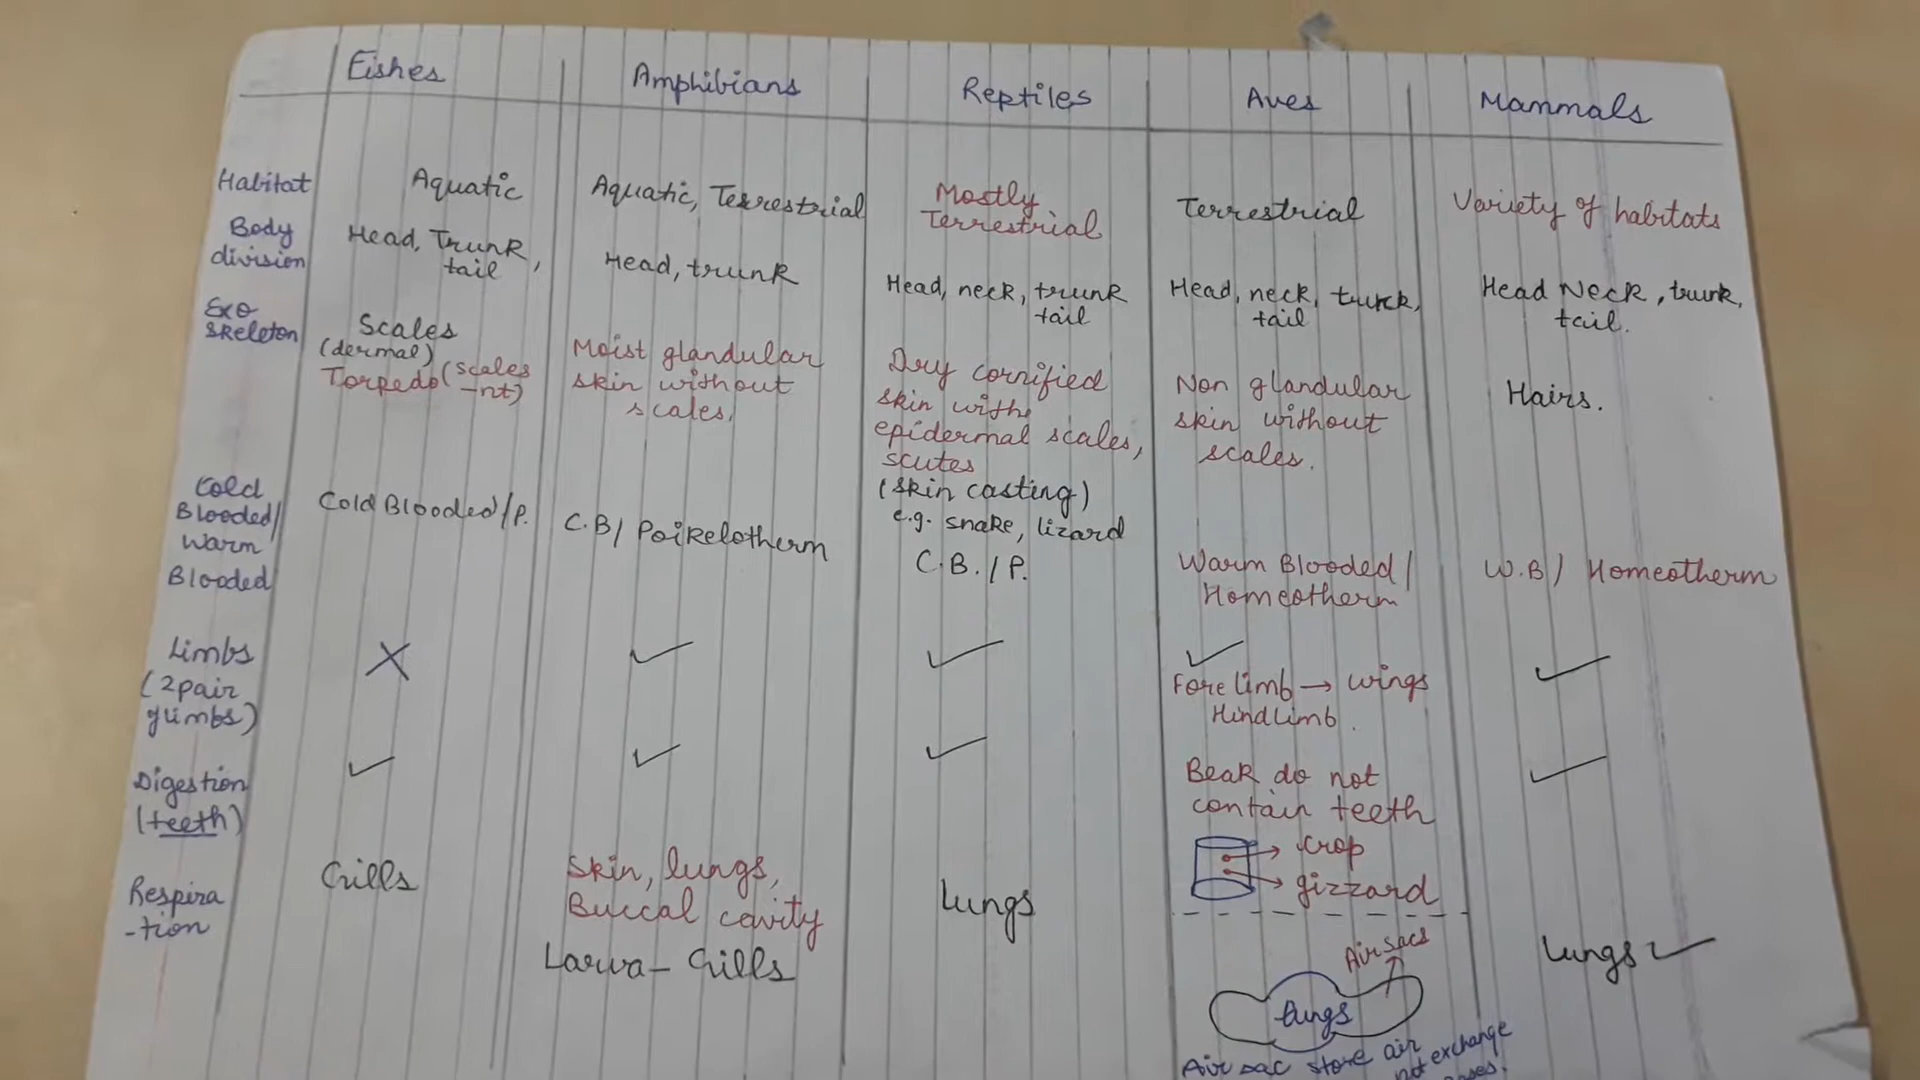 Fishes Amphibians Reptiles Aves Mammals
Habitat
Aquatic
Aquatic, Terrestrial
Mostly
Terrestrial
Terrestrial
Variety of habitats
Body
division
Head, Trunk,
tail
Head, trunk
Head, neck, trunk
tail
Head, neck, trunk,
tail
Head Neck, trunk,
tail.
Exo
skeleton
Scales
(dermal)
Torpedo (scales
-nt)
Moist glandular
skin without
scales,
Dry cornified
skin with
epidermal scales,
scutes
(skin casting)
e.g. snake, lizard
Non glandular
skin without
scales.
Hairs.
Cold
Blooded/
Warm
Blooded
Cold Blooded/P.
C.B/ Poikelotherm
C.B./P.
Warm Blooded/
Homeotherm
W.B/ Homeotherm
Limbs
(2pair
limbs)
X
✓
✓
✓
Fore limb → wings
Hindlimb.
✓
Digestion
(teeth)
✓
✓
✓
Beak do not
contain teeth
→ crop
→ gizzard
✓
Respira
-tion
Gills
Skin, lungs,
Buccal cavity
Larva - Gills
Lungs
Air sacs
lungs
Air sac store air
not exchange
Lungs ✓